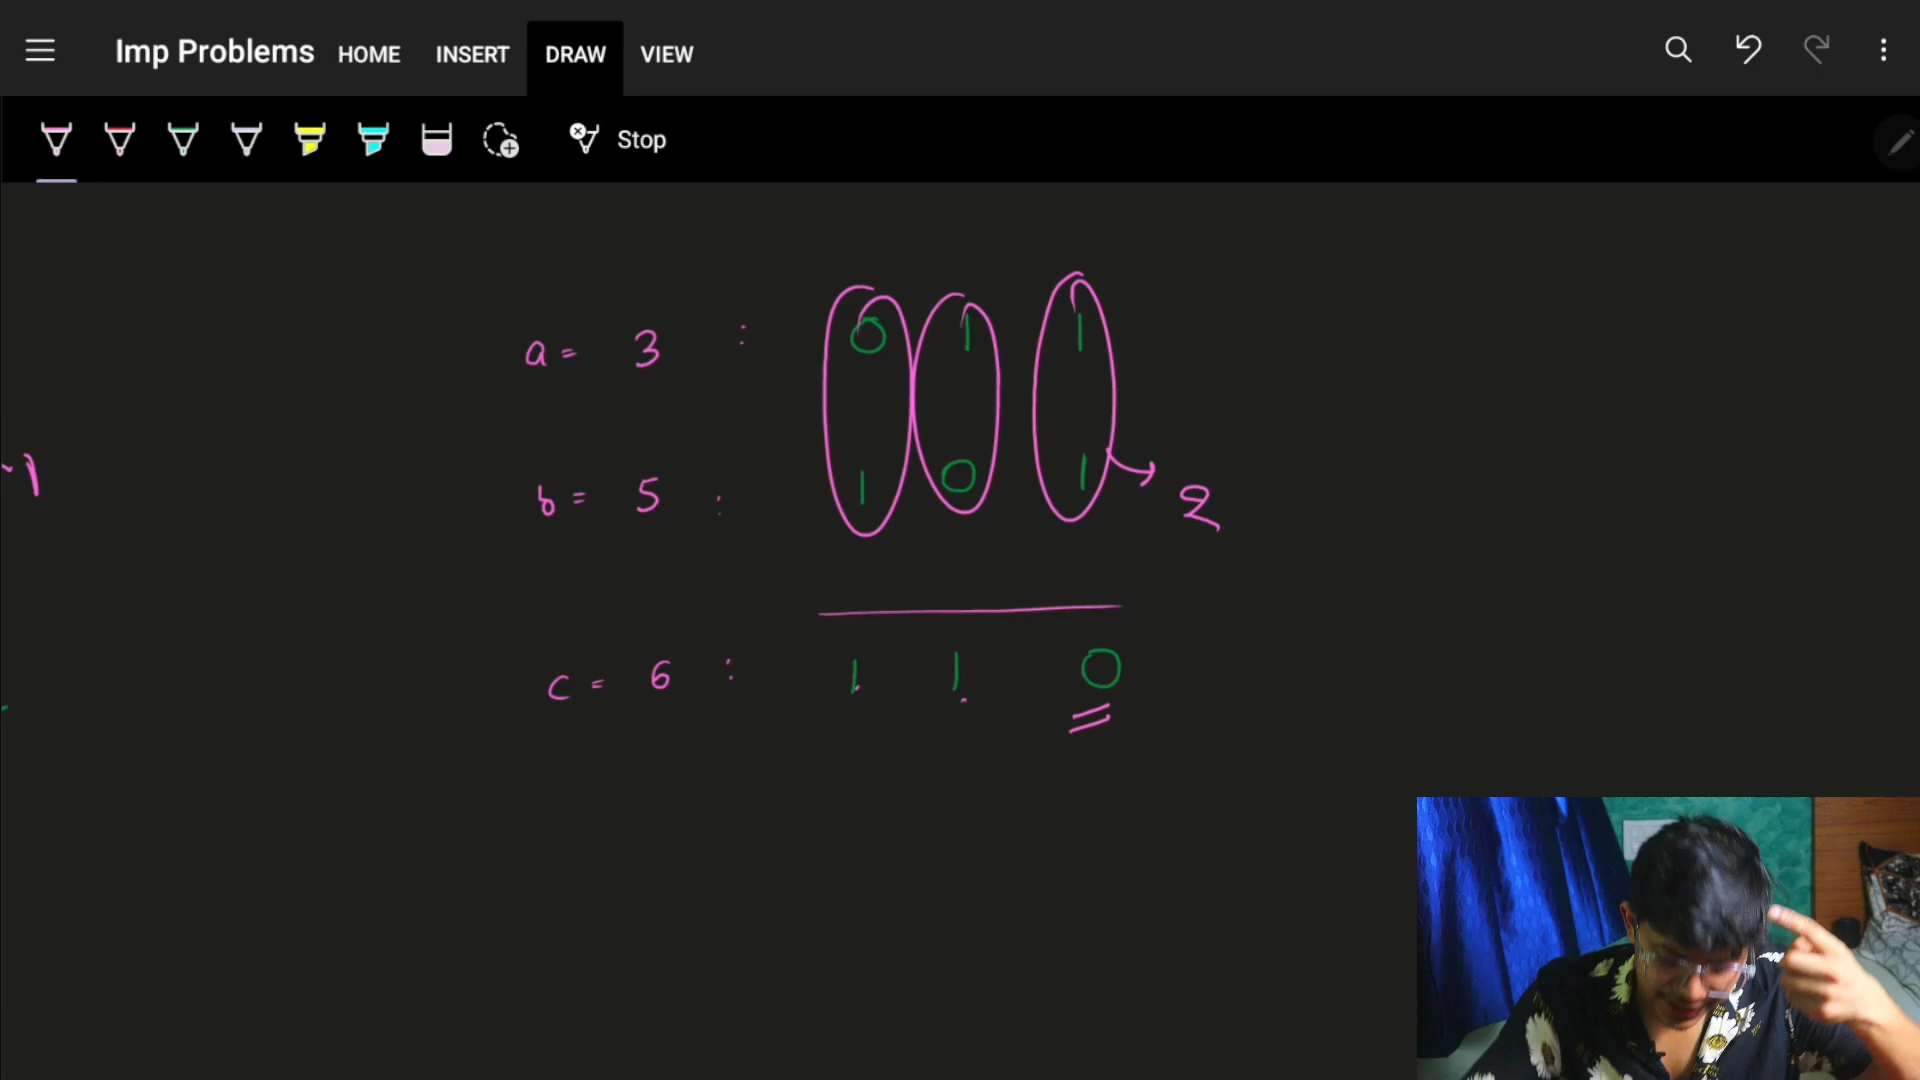 Imp Problems HOME INSERT DRAW VIEW
Stop
a = 3 : 0 1 1
b = 5 : 1 0 1 → 2
c = 6 : 1 1 0